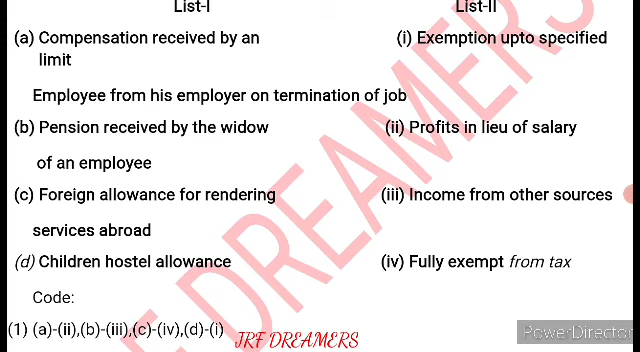 List-I List-II
(a) Compensation received by an (i) Exemption upto specified
limit
Employee from his employer on termination of job
(b) Pension received by the widow (ii) Profits in lieu of salary
of an employee
(c) Foreign allowance for rendering (iii) Income from other sources
services abroad
(d) Children hostel allowance (iv) Fully exempt from tax
Code:
(1) (a)-(ii),(b)-(iii),(c)-(iv),(d)-(i) JRF DREAMERS PowerDirector
F DREAMERS